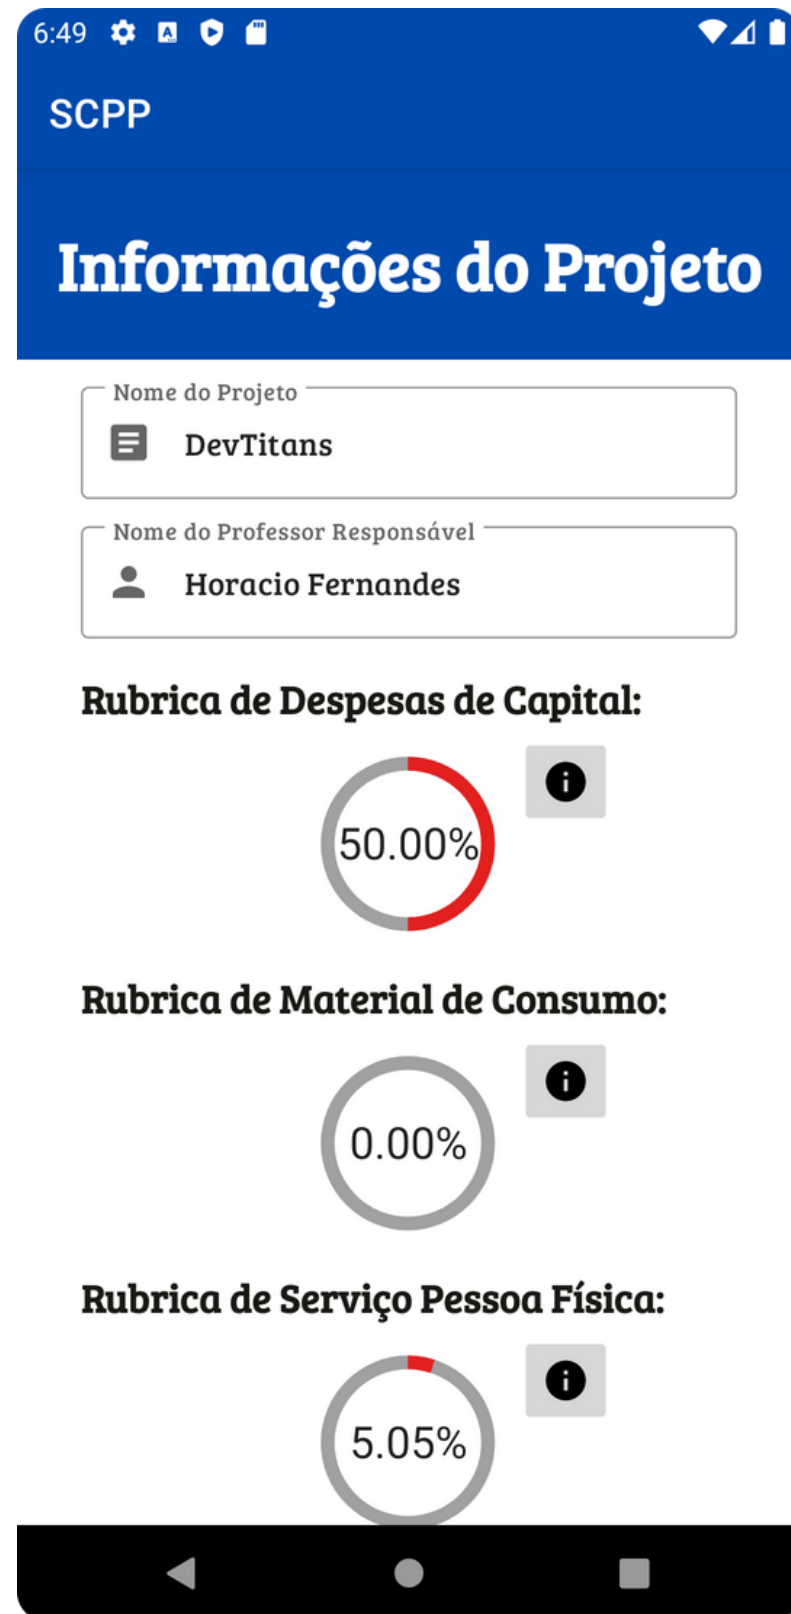 6:49
SCPP
Informações do Projeto
Nome do Projeto
DevTitans
Nome do Professor Responsável
Horacio Fernandes
Rubrica de Despesas de Capital:
50.00%
Rubrica de Material de Consumo:
0.00%
Rubrica de Serviço Pessoa Física:
5.05%